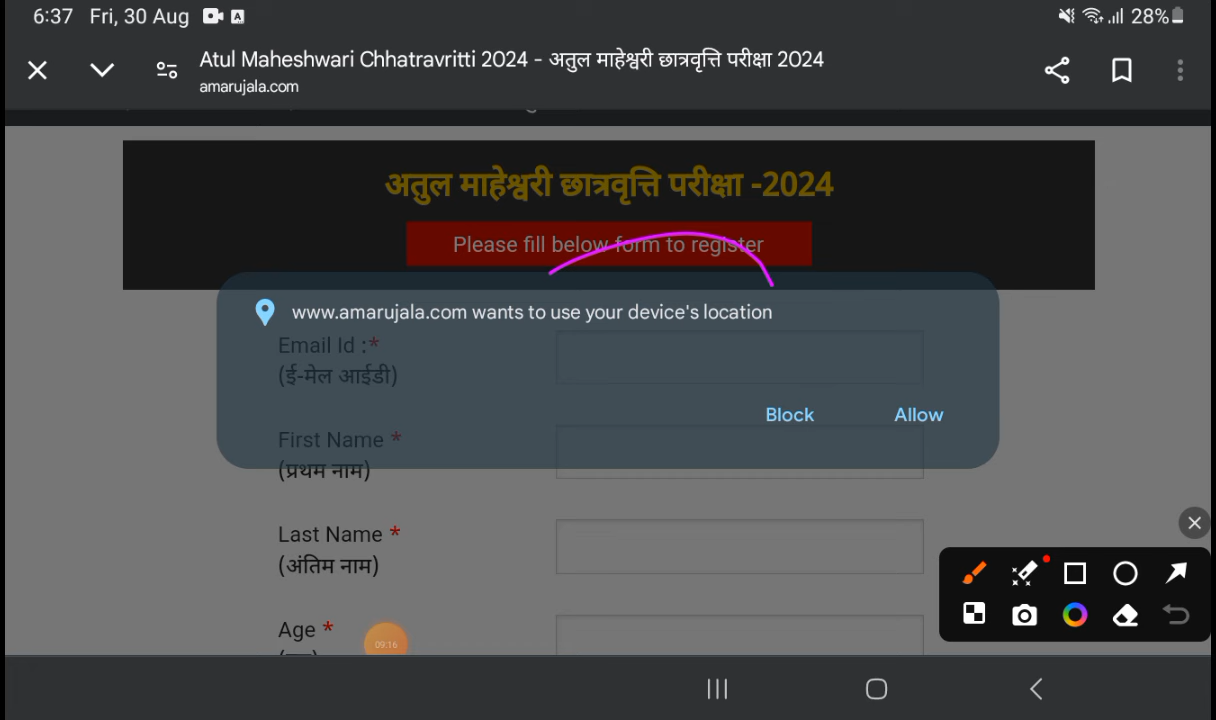 6:37 Fri, 30 Aug A 28%
Atul Maheshwari Chhatravritti 2024 - अतुल माहेश्वरी छात्रवृत्ति परीक्षा 2024
amarujala.com
अतुल माहेश्वरी छात्रवृत्ति परीक्षा -2024
Please fill below form to register
www.amarujala.com wants to use your device's location
Email Id :*
(ई-मेल आईडी)
Block Allow
First Name *
(प्रथम नाम)
Last Name *
(अंतिम नाम)
Age *
09:16